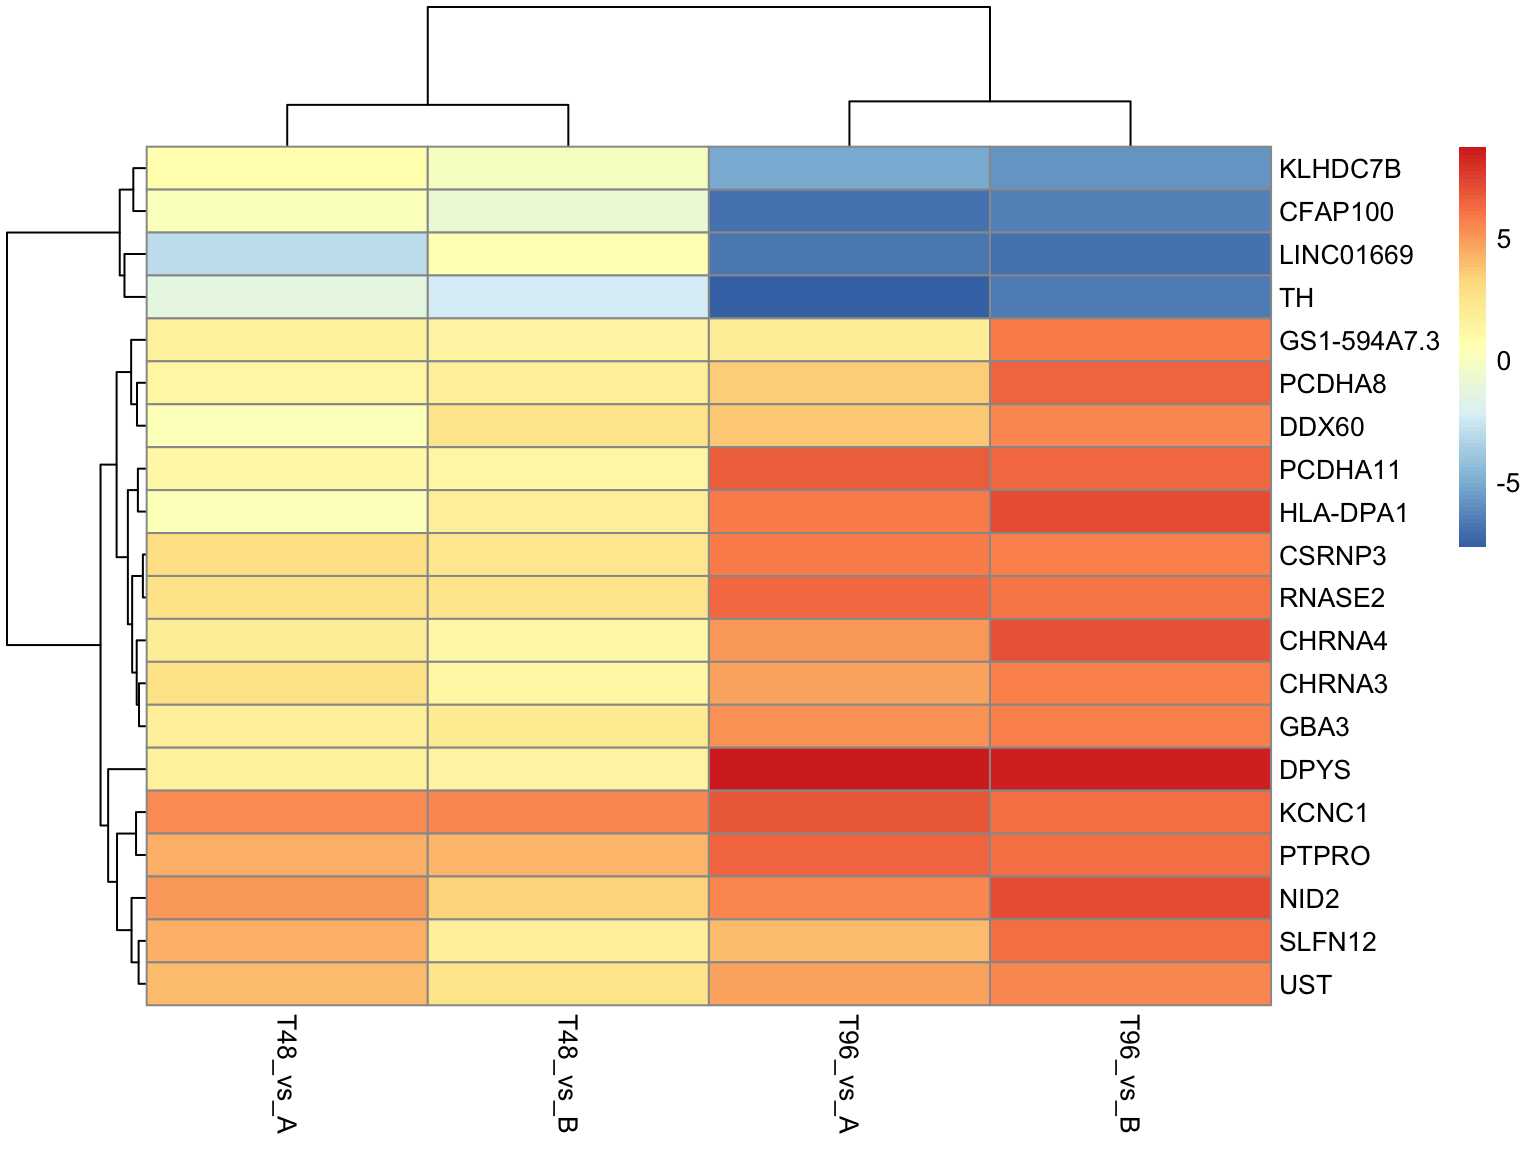 KLHDC7B
CFAP100
LINC01669
TH
GS1-594A7.3
PCDHA8
DDX60
PCDHA11
HLA-DPA1
CSRNP3
RNASE2
CHRNA4
CHRNA3
GBA3
DPYS
KCNC1
PTPRO
NID2
SLFN12
UST
5
0
-5
T48_vs_A
T48_vs_B
T96_vs_A
T96_vs_B